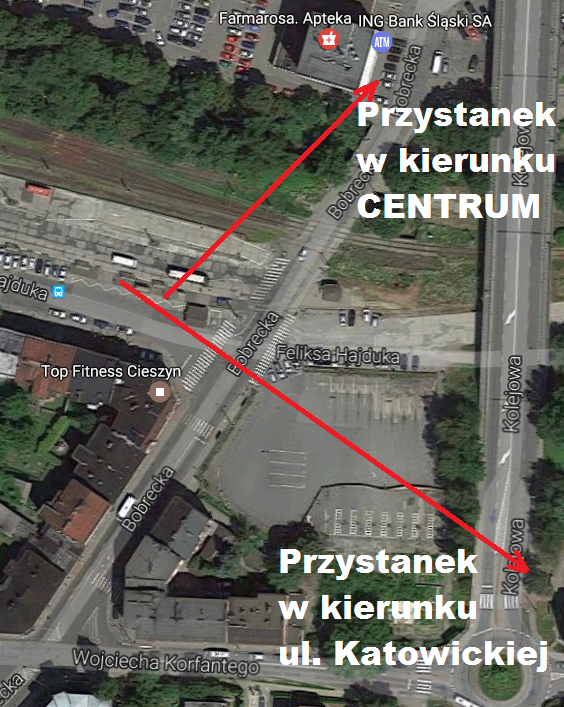 Farmarosa. Apteka
ING Bank Śląski SA
ATM
Bobrecka
Przystanek
w kierunku
CENTRUM
Bobrecka
Hajduka
Bobrecka
Feliksa Hajduka
Top Fitness Cieszyn
Kolejowa
Bobrecka
Kolejowa
Przystanek
w kierunku
ul. Katowickiej
Wojciecha Korfantego